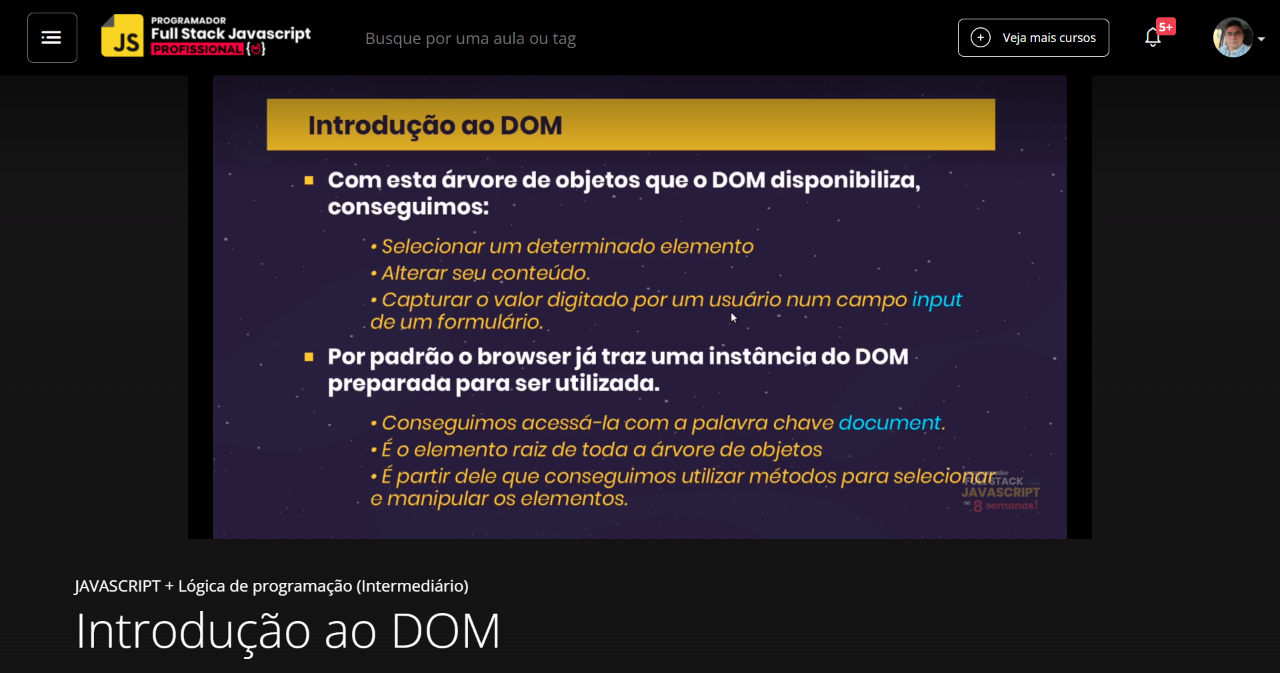 JS
PROGRAMADOR
Full Stack Javascript
PROFISSIONAL
Busque por uma aula ou tag
Veja mais cursos
5+
Introdução ao DOM
Com esta árvore de objetos que o DOM disponibiliza,
conseguimos:
• Selecionar um determinado elemento
• Alterar seu conteúdo.
• Capturar o valor digitado por um usuário num campo input
de um formulário.
Por padrão o browser já traz uma instância do DOM
preparada para ser utilizada.
• Conseguimos acessá-la com a palavra chave document.
• É o elemento raiz de toda a árvore de objetos
• É partir dele que conseguimos utilizar métodos para selecionar
e manipular os elementos.
programador
FULL STACK
JAVASCRIPT
em 8 semanas!
JAVASCRIPT + Lógica de programação (Intermediário)
Introdução ao DOM